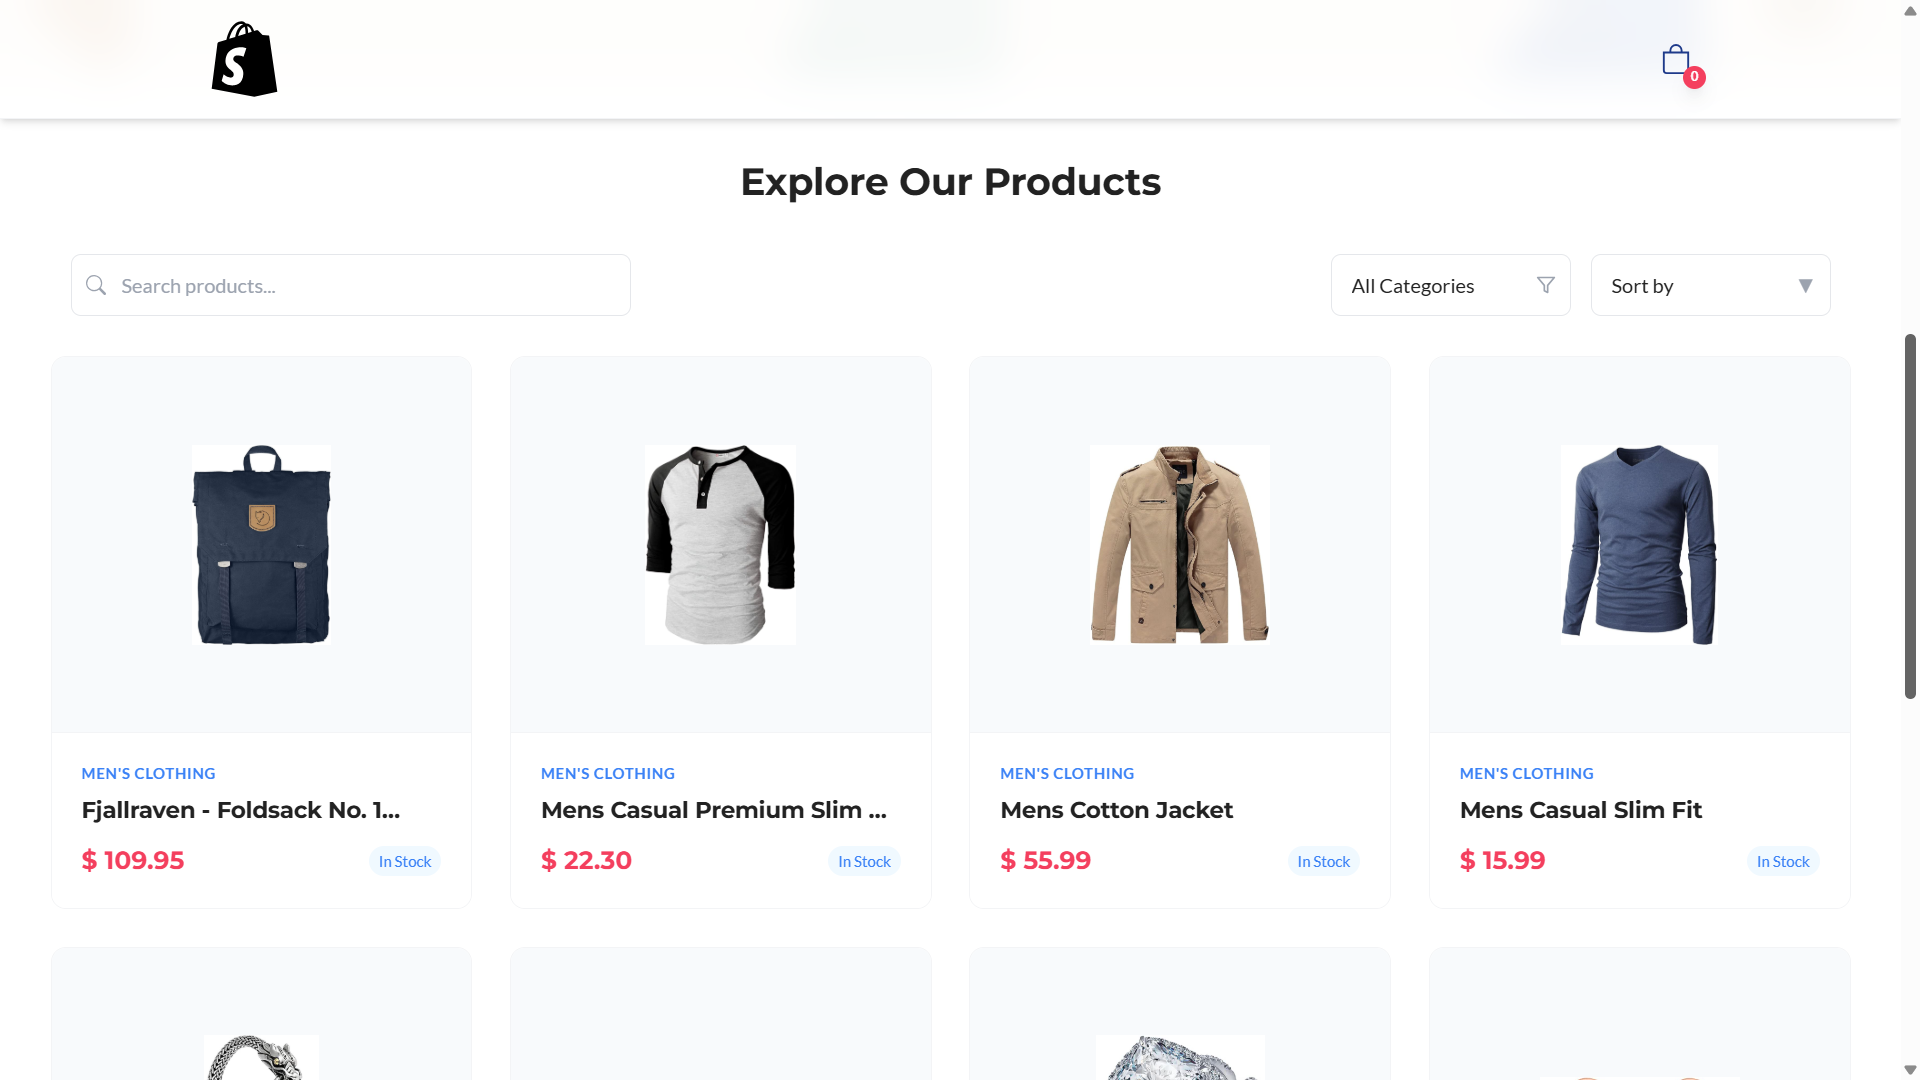 S
0
Explore Our Products
Search products...
All Categories
Sort by
MEN'S CLOTHING
Fjallraven - Foldsack No. 1...
$ 109.95
In Stock
MEN'S CLOTHING
Mens Casual Premium Slim ...
$ 22.30
In Stock
MEN'S CLOTHING
Mens Cotton Jacket
$ 55.99
In Stock
MEN'S CLOTHING
Mens Casual Slim Fit
$ 15.99
In Stock